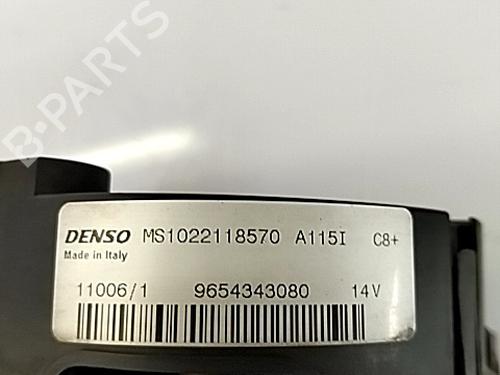 B-PARTS
DENSO MS1022118570 A115I C8+
Made in Italy
11006/1 9654343080 14V